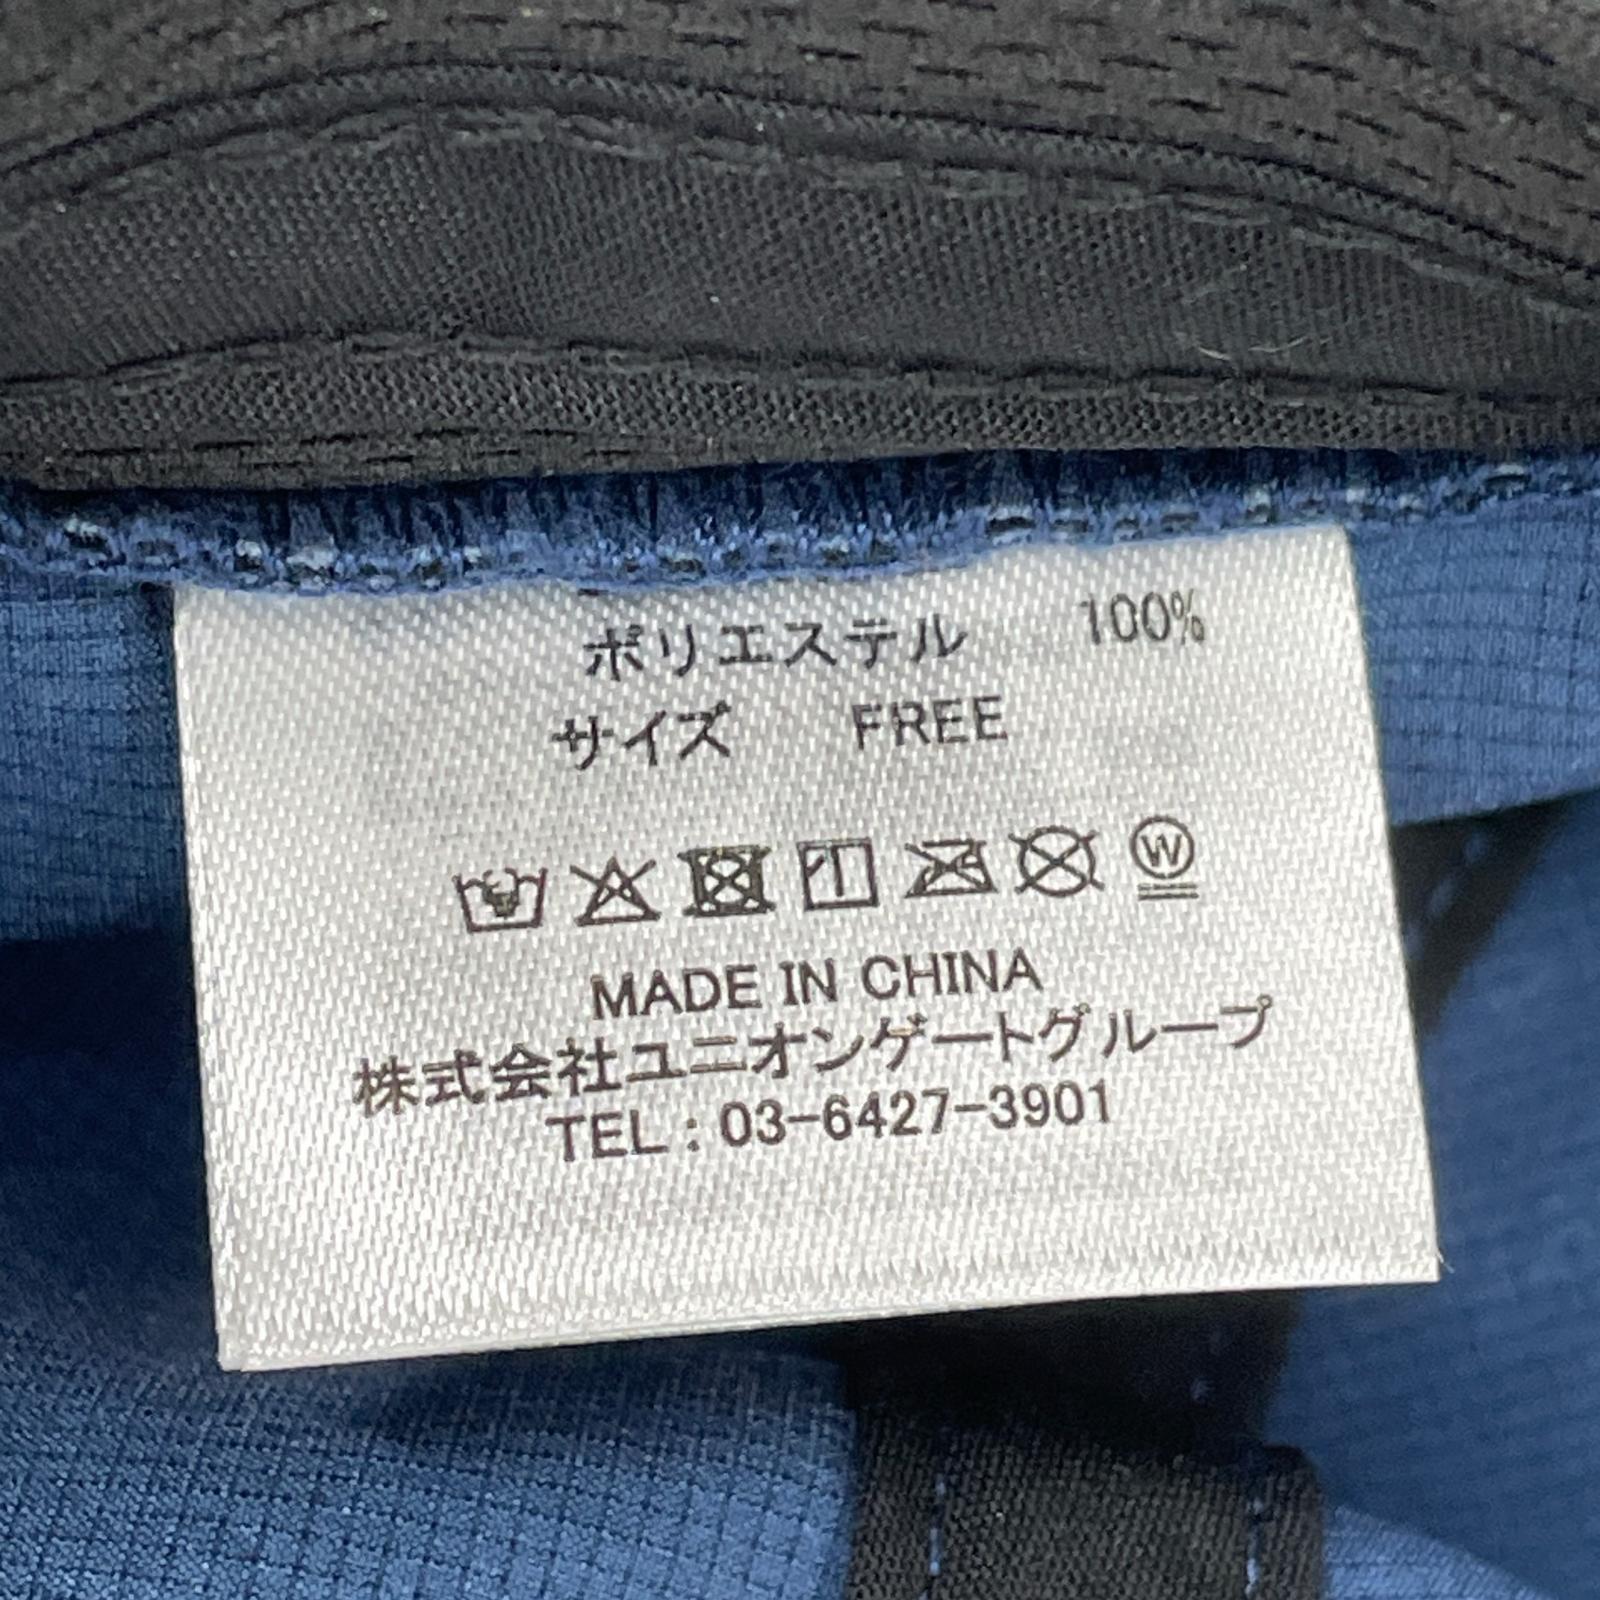 ポリエステル 100%
サイズ FREE
W
MADE IN CHINA
株式会社ユニオンゲートグループ
TEL : 03-6427-3901